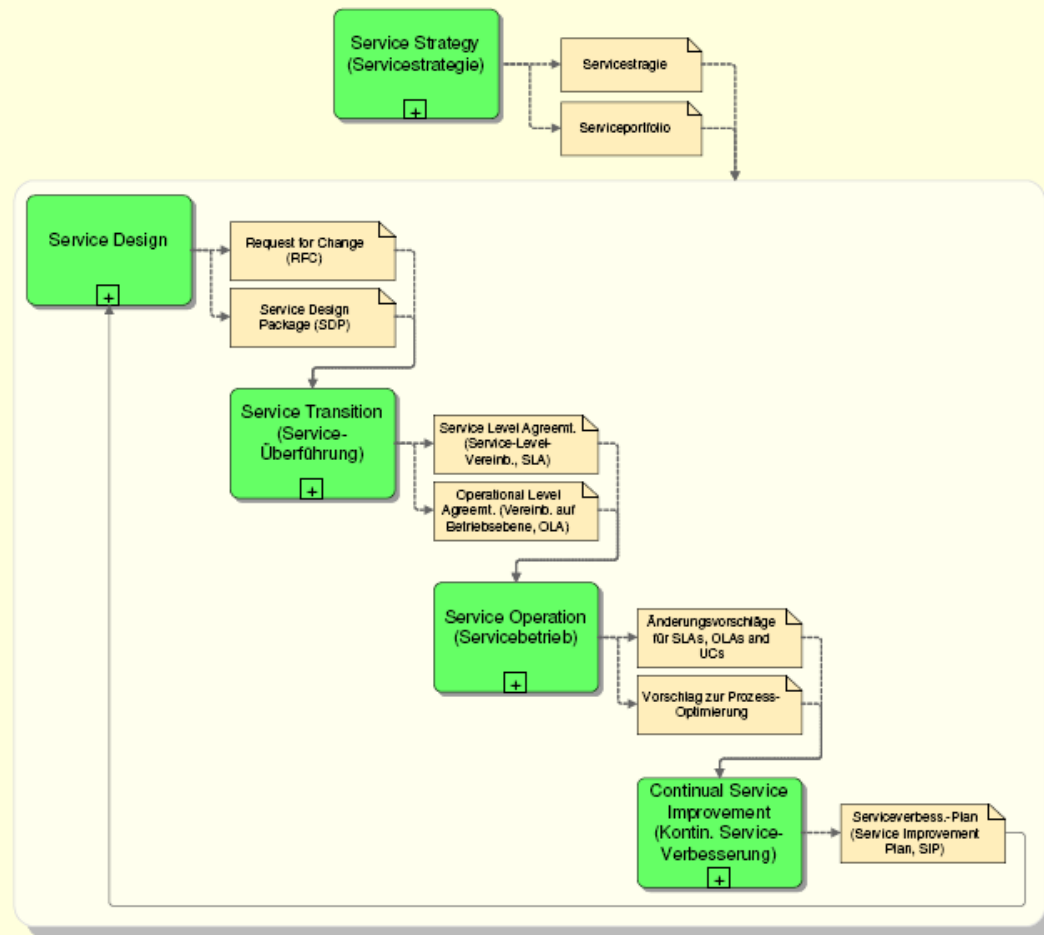 Service Strategy
(Servicestrategie)
Servicestragie
Serviceportfolio
Service Design
Request for Change
(RFC)
Service Design
Package (SDP)
Service Transition
(Service-
Überführung)
Service Level Agreemt.
(Service-Level-
Vereinb., SLA)
Operational Level
Agreemt. (Vereinb. auf
Betriebsebene, OLA)
Service Operation
(Servicebetrieb)
Änderungsvorschläge
für SLAs, OLAs and
UCs
Vorschlag zur Prozess-
Optimierung
Continual Service
Improvement
(Kontin. Service-
Verbesserung)
Serviceverbess.-Plan
(Service Improvement
Plan, SIP)